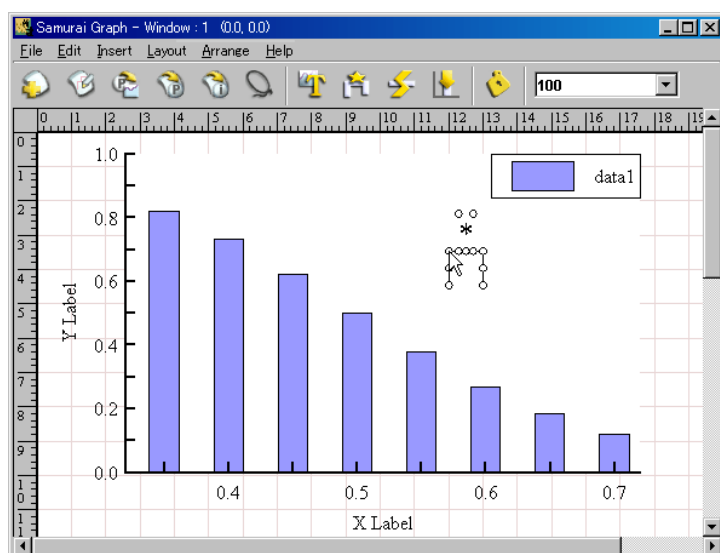 Samurai Graph - Window : 1 (0.0, 0.0)
File Edit Insert Layout Arrange Help
100
0 1 2 3 4 5 6 7 8 9 10 11 12 13 14 15 16 17 18 19
0
1
2
3
4
5
6
7
8
9
10
11
1.0
0.8
0.6
0.4
0.2
0.0
Y Label
data1
*
0.4 0.5 0.6 0.7
X Label